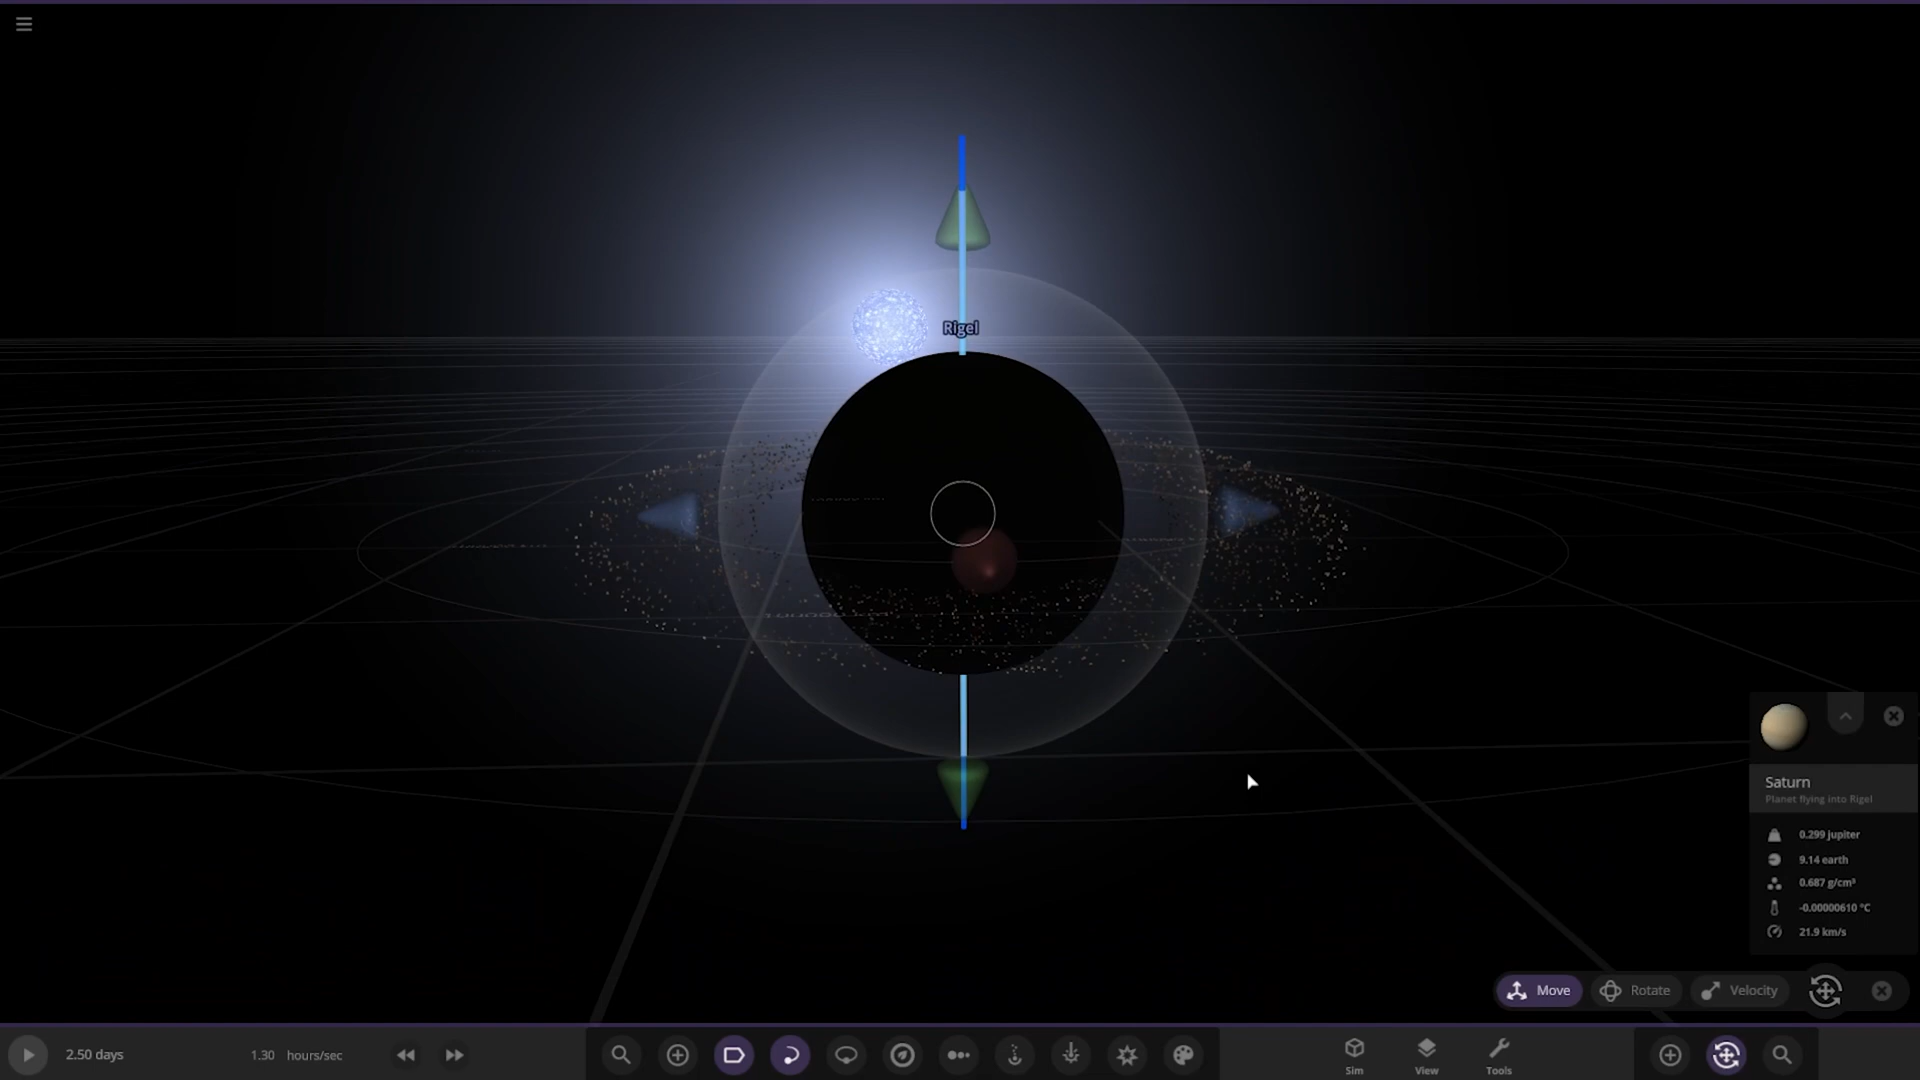 Rigel
Saturn
Planet flying into Rigel
0.299 jupiter
9.14 earth
0.687 g/cm³
-0.00000610 °C
21.9 km/s
Move
Rotate
Velocity
2.50 days
1.30 hours/sec
Sim
View
Tools